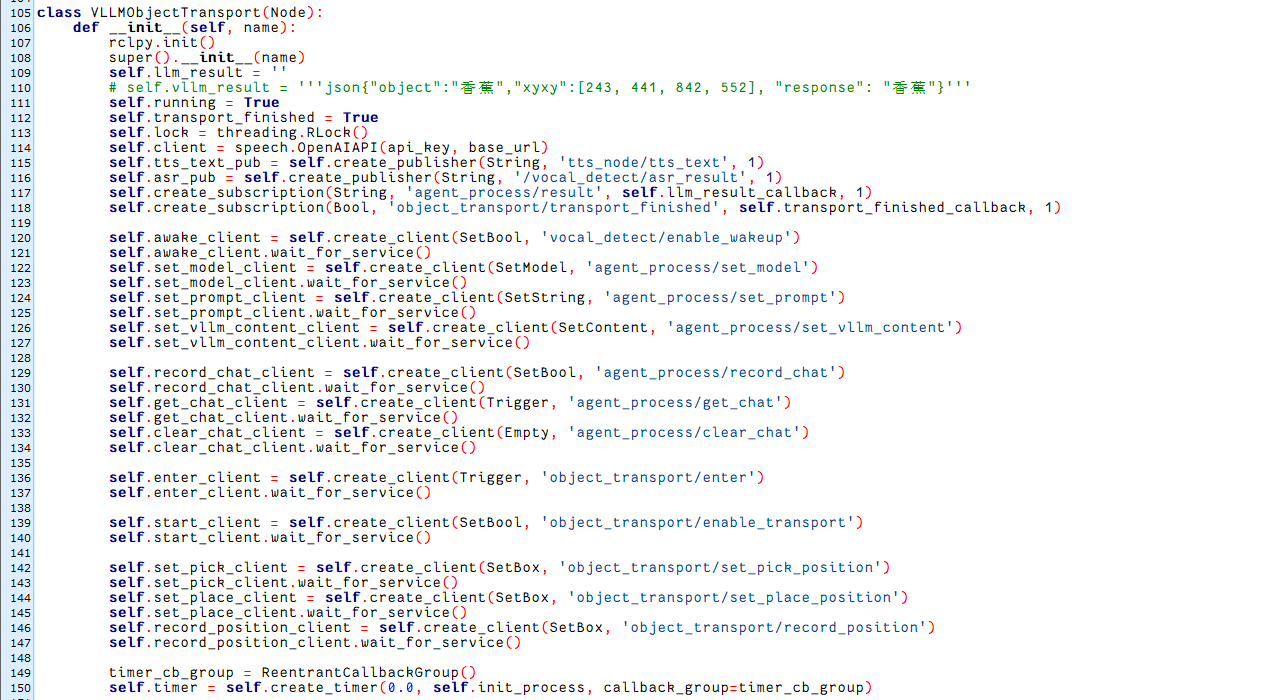 105 class VLLMObjectTransport(Node):
106     def __init__(self, name):
107         rclpy.init()
108         super().__init__(name)
109         self.llm_result = ''
110         # self.vllm_result = '''json{"object":"香蕉","xyxy":[243, 441, 842, 552], "response": "香蕉"}'''
111         self.running = True
112         self.transport_finished = True
113         self.lock = threading.RLock()
114         self.client = speech.OpenAIAPI(api_key, base_url)
115         self.tts_text_pub = self.create_publisher(String, 'tts_node/tts_text', 1)
116         self.asr_pub = self.create_publisher(String, '/vocal_detect/asr_result', 1)
117         self.create_subscription(String, 'agent_process/result', self.llm_result_callback, 1)
118         self.create_subscription(Bool, 'object_transport/transport_finished', self.transport_finished_callback, 1)
119
120         self.awake_client = self.create_client(SetBool, 'vocal_detect/enable_wakeup')
121         self.awake_client.wait_for_service()
122         self.set_model_client = self.create_client(SetModel, 'agent_process/set_model')
123         self.set_model_client.wait_for_service()
124         self.set_prompt_client = self.create_client(SetString, 'agent_process/set_prompt')
125         self.set_prompt_client.wait_for_service()
126         self.set_vllm_content_client = self.create_client(SetContent, 'agent_process/set_vllm_content')
127         self.set_vllm_content_client.wait_for_service()
128
129         self.record_chat_client = self.create_client(SetBool, 'agent_process/record_chat')
130         self.record_chat_client.wait_for_service()
131         self.get_chat_client = self.create_client(Trigger, 'agent_process/get_chat')
132         self.get_chat_client.wait_for_service()
133         self.clear_chat_client = self.create_client(Empty, 'agent_process/clear_chat')
134         self.clear_chat_client.wait_for_service()
135
136         self.enter_client = self.create_client(Trigger, 'object_transport/enter')
137         self.enter_client.wait_for_service()
138
139         self.start_client = self.create_client(SetBool, 'object_transport/enable_transport')
140         self.start_client.wait_for_service()
141
142         self.set_pick_client = self.create_client(SetBox, 'object_transport/set_pick_position')
143         self.set_pick_client.wait_for_service()
144         self.set_place_client = self.create_client(SetBox, 'object_transport/set_place_position')
145         self.set_place_client.wait_for_service()
146         self.record_position_client = self.create_client(SetBox, 'object_transport/record_position')
147         self.record_position_client.wait_for_service()
148
149         timer_cb_group = ReentrantCallbackGroup()
150         self.timer = self.create_timer(0.0, self.init_process, callback_group=timer_cb_group)